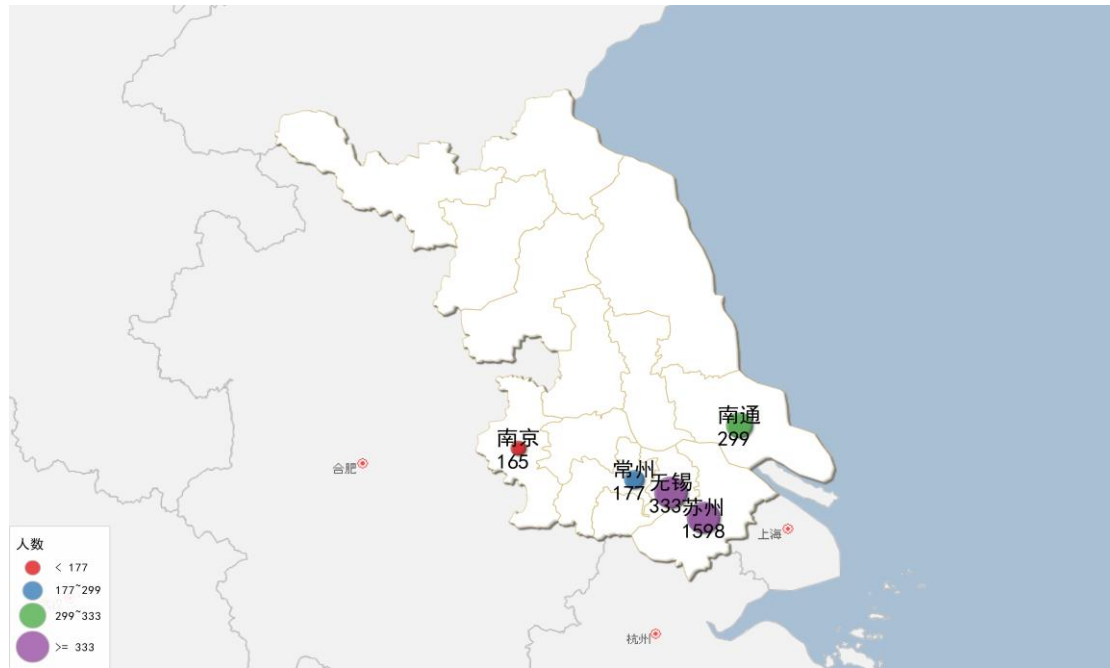 南通
299
南京
165
常州
177
无锡
333
苏州
1598
合肥
上海
杭州
人数
< 177
177~299
299~333
>= 333